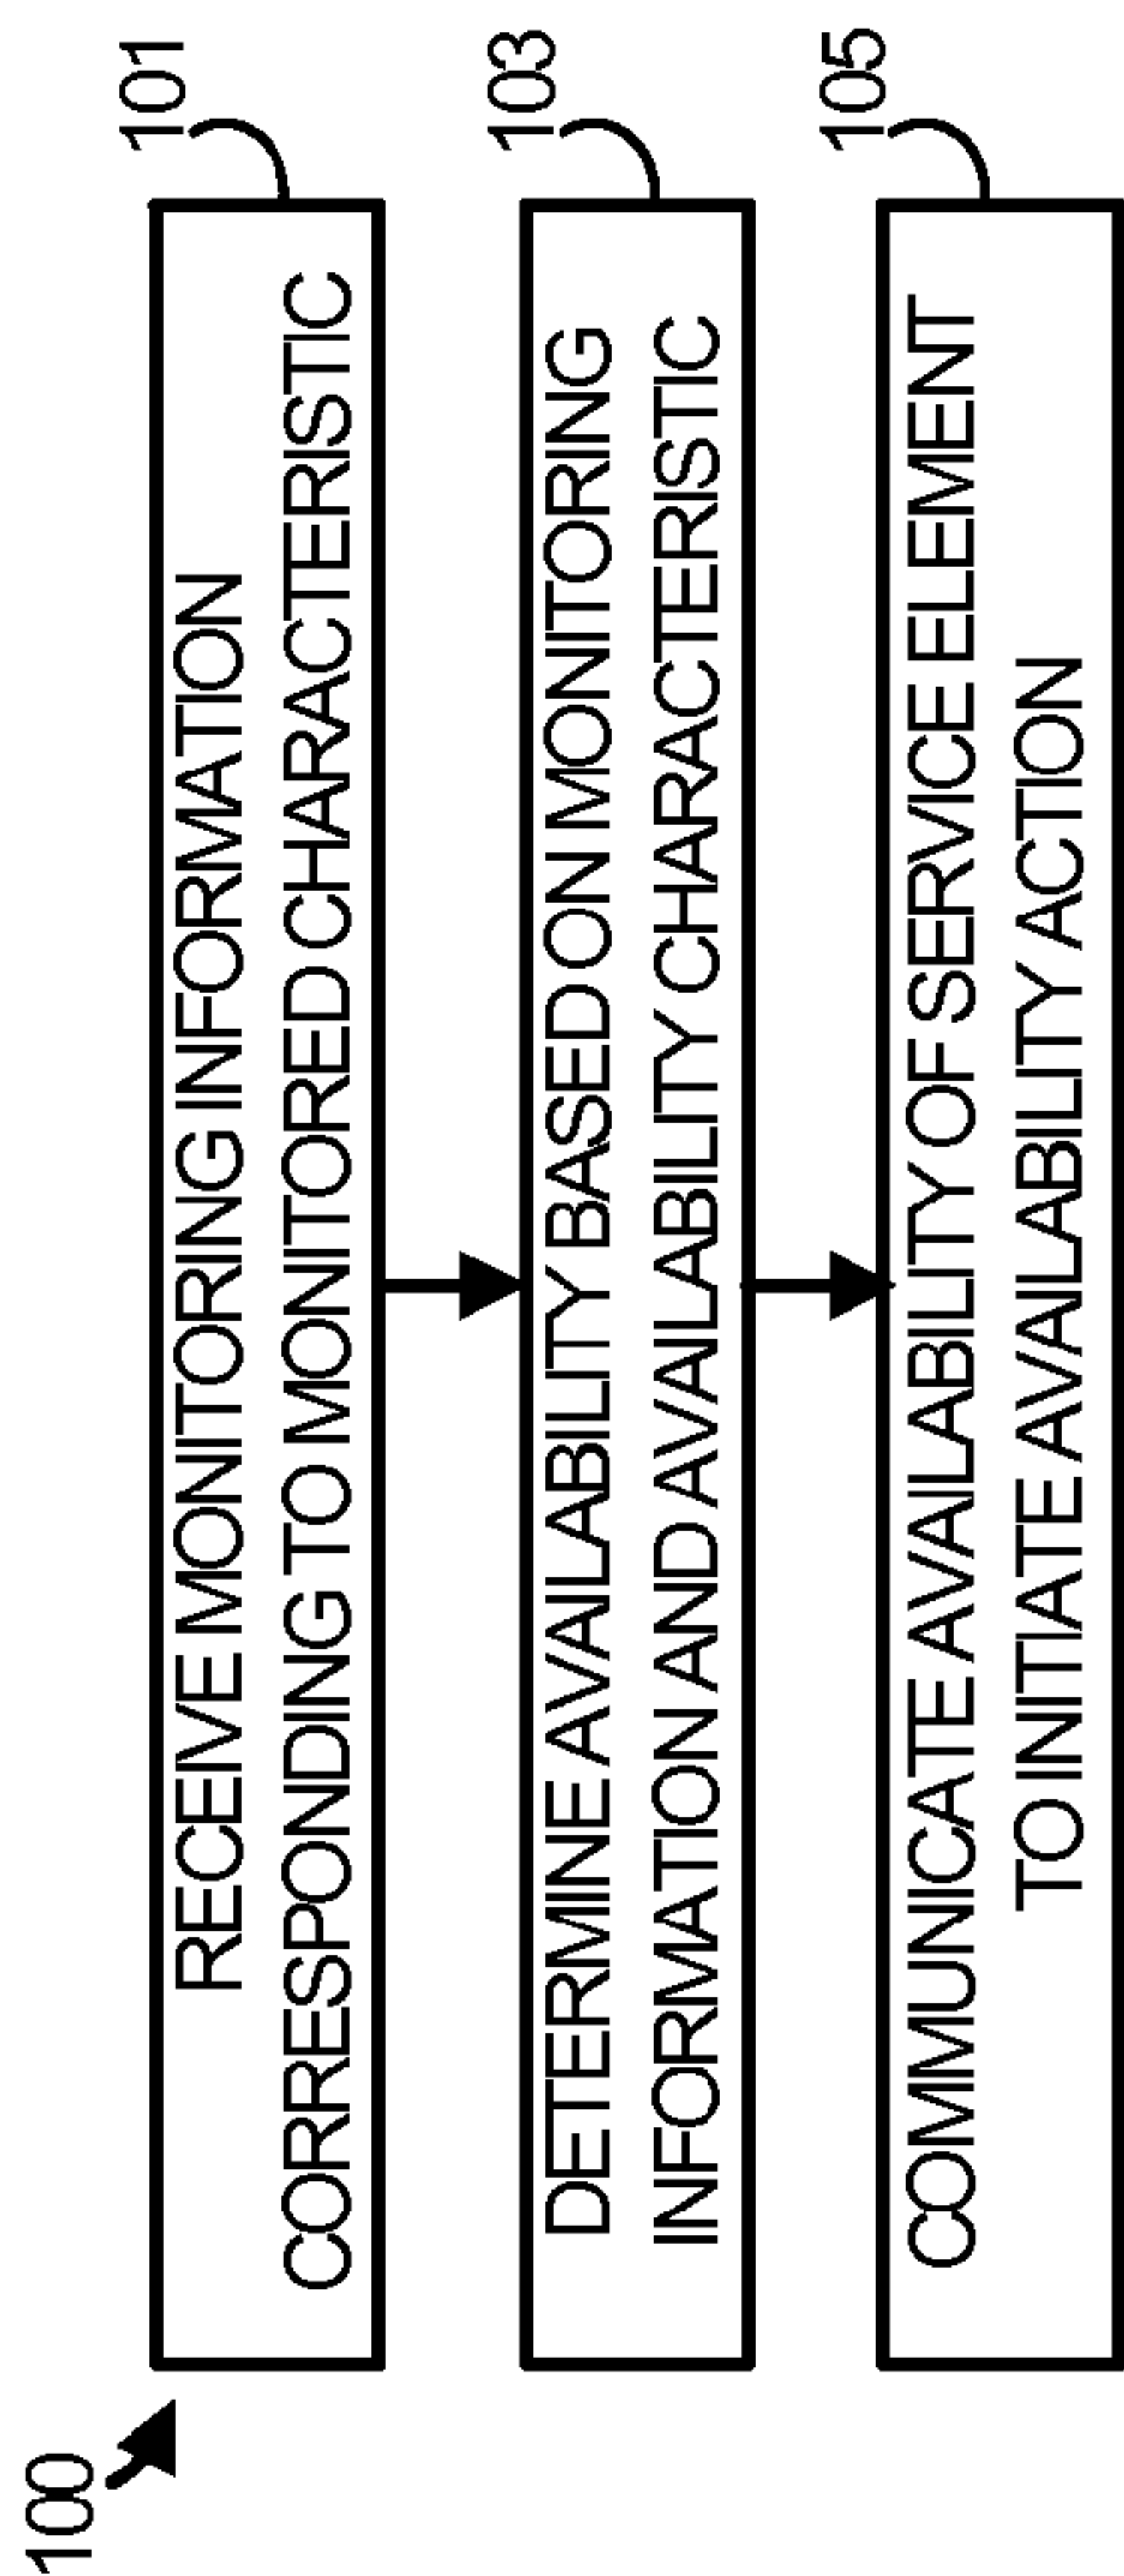 100
101
RECEIVE MONITORING INFORMATION
CORRESPONDING TO MONITORED CHARACTERISTIC
103
DETERMINE AVAILABILITY BASED ON MONITORING
INFORMATION AND AVAILABILITY CHARACTERISTIC
105
COMMUNICATE AVAILABILITY OF SERVICE ELEMENT
TO INITIATE AVAILABILITY ACTION